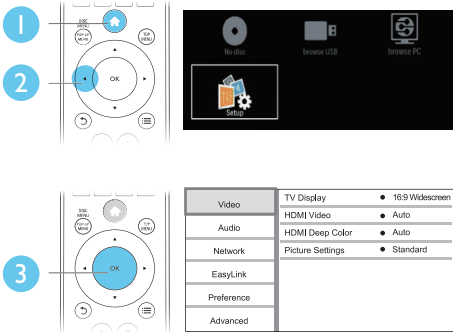 1
DISC
MENU
POP-UP
MENU
TOP
MENU
OK
2
No disc
browse USB
browse PC
Setup
DISC
MENU
POP-UP
MENU
TOP
MENU
OK
3
Video
Audio
Network
EasyLink
Preference
Advanced
TV Display ● 16:9 Widescreen
HDMI Video ● Auto
HDMI Deep Color ● Auto
Picture Settings ● Standard